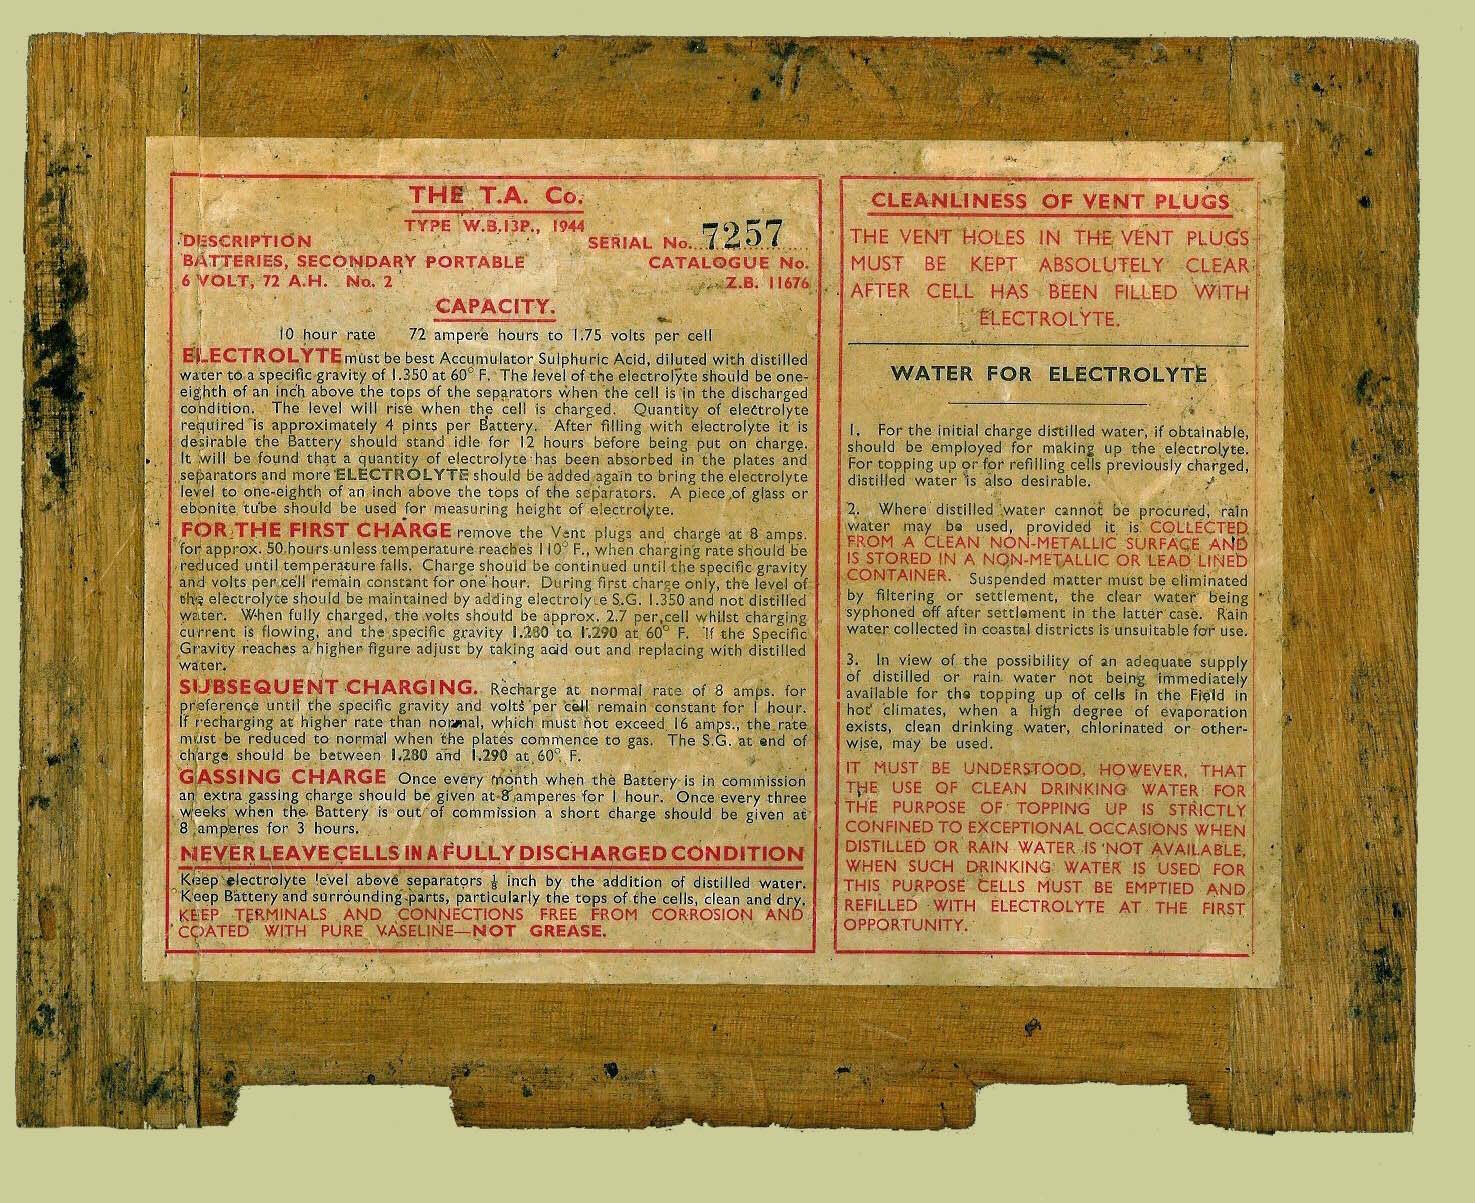 THE T.A. Co.
TYPE W.B.13P., 1944
DESCRIPTION
SERIAL No. 7257
BATTERIES, SECONDARY PORTABLE
CATALOGUE No.
6 VOLT, 72 A.H. No. 2
Z.B. 11676
CAPACITY.
10 hour rate 72 ampere hours to 1.75 volts per cell
ELECTROLYTE must be best Accumulator Sulphuric Acid, diluted with distilled
water to a specific gravity of 1.350 at 60° F. The level of the electrolyte should be one-
eighth of an inch above the tops of the separators when the cell is in the discharged
condition. The level will rise when the cell is charged. Quantity of electrolyte
required is approximately 4 pints per Battery. After filling with electrolyte it is
desirable the Battery should stand idle for 12 hours before being put on charge.
It will be found that a quantity of electrolyte has been absorbed in the plates and
separators and more ELECTROLYTE should be added again to bring the electrolyte
level to one-eighth of an inch above the tops of the separators. A piece of glass or
ebonite tube should be used for measuring height of electrolyte.
FOR THE FIRST CHARGE remove the Vent plugs and charge at 8 amps.
for approx. 50 hours unless temperature reaches 110° F., when charging rate should be
reduced until temperature falls. Charge should be continued until the specific gravity
and volts per cell remain constant for one hour. During first charge only, the level of
the electrolyte should be maintained by adding electrolyte S.G. 1.350 and not distilled
water. When fully charged, the volts should be approx. 2.7 per cell whilst charging
current is flowing, and the specific gravity 1.280 to 1.290 at 60° F. If the Specific
Gravity reaches a higher figure adjust by taking acid out and replacing with distilled
water.
SUBSEQUENT CHARGING. Recharge at normal rate of 8 amps. for
preference until the specific gravity and volts per cell remain constant for 1 hour.
If recharging at higher rate than normal, which must not exceed 16 amps., the rate
must be reduced to normal when the plates commence to gas. The S.G. at end of
charge should be between 1.280 and 1.290 at 60° F.
GASSING CHARGE Once every month when the Battery is in commission
an extra gassing charge should be given at 8 amperes for 1 hour. Once every three
weeks when the Battery is out of commission a short charge should be given at
8 amperes for 3 hours.
NEVER LEAVE CELLS IN A FULLY DISCHARGED CONDITION
Keep electrolyte level above separators ⅛ inch by the addition of distilled water.
Keep Battery and surrounding parts, particularly the tops of the cells, clean and dry.
KEEP TERMINALS AND CONNECTIONS FREE FROM CORROSION AND
COATED WITH PURE VASELINE—NOT GREASE.
CLEANLINESS OF VENT PLUGS
THE VENT HOLES IN THE VENT PLUGS
MUST BE KEPT ABSOLUTELY CLEAR
AFTER CELL HAS BEEN FILLED WITH
ELECTROLYTE.
WATER FOR ELECTROLYTE
1. For the initial charge distilled water, if obtainable,
should be employed for making up the electrolyte.
For topping up or for refilling cells previously charged,
distilled water is also desirable.
2. Where distilled water cannot be procured, rain
water may be used, provided it is COLLECTED
FROM A CLEAN NON-METALLIC SURFACE AND
IS STORED IN A NON-METALLIC OR LEAD LINED
CONTAINER. Suspended matter must be eliminated
by filtering or settlement, the clear water being
syphoned off after settlement in the latter case. Rain
water collected in coastal districts is unsuitable for use.
3. In view of the possibility of an adequate supply
of distilled or rain water not being immediately
available for the topping up of cells in the Field in
hot climates, when a high degree of evaporation
exists, clean drinking water, chlorinated or other-
wise, may be used.
IT MUST BE UNDERSTOOD, HOWEVER, THAT
THE USE OF CLEAN DRINKING WATER FOR
THE PURPOSE OF TOPPING UP IS STRICTLY
CONFINED TO EXCEPTIONAL OCCASIONS WHEN
DISTILLED OR RAIN WATER IS NOT AVAILABLE.
WHEN SUCH DRINKING WATER IS USED FOR
THIS PURPOSE CELLS MUST BE EMPTIED AND
REFILLED WITH ELECTROLYTE AT THE FIRST
OPPORTUNITY.